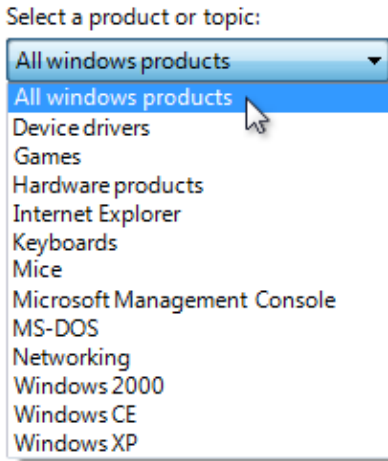 Select a product or topic:
All windows products
All windows products
Device drivers
Games
Hardware products
Internet Explorer
Keyboards
Mice
Microsoft Management Console
MS-DOS
Networking
Windows 2000
Windows CE
Windows XP